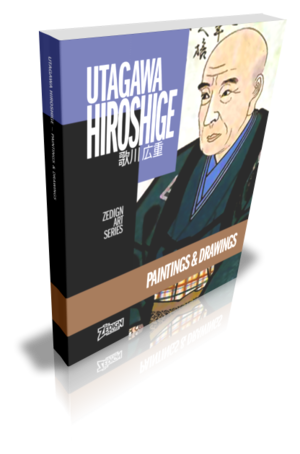 UTAGAWA
HIROSHIGE
歌川 広重
ZEDIGN
ART
SERIES
PAINTINGS & DRAWINGS
ZEDIGN
UTAGAWA HIROSHIGE - PAINTINGS & DRAWINGS